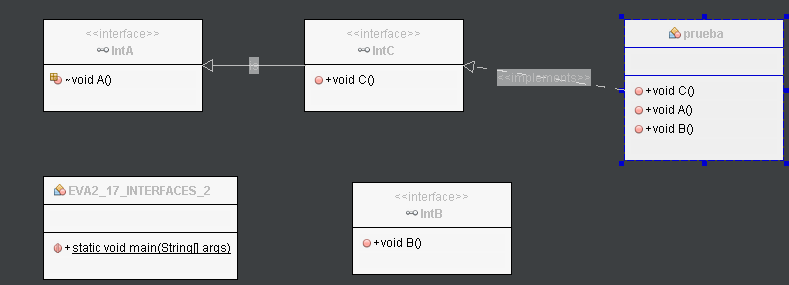 <<interface>>
IntA
~void A()
<<interface>>
IntC
+void C()
<<implements>>
prueba
+void C()
+void A()
+void B()
EVA2_17_INTERFACES_2
+static void main(String[] args)
<<interface>>
IntB
+void B()